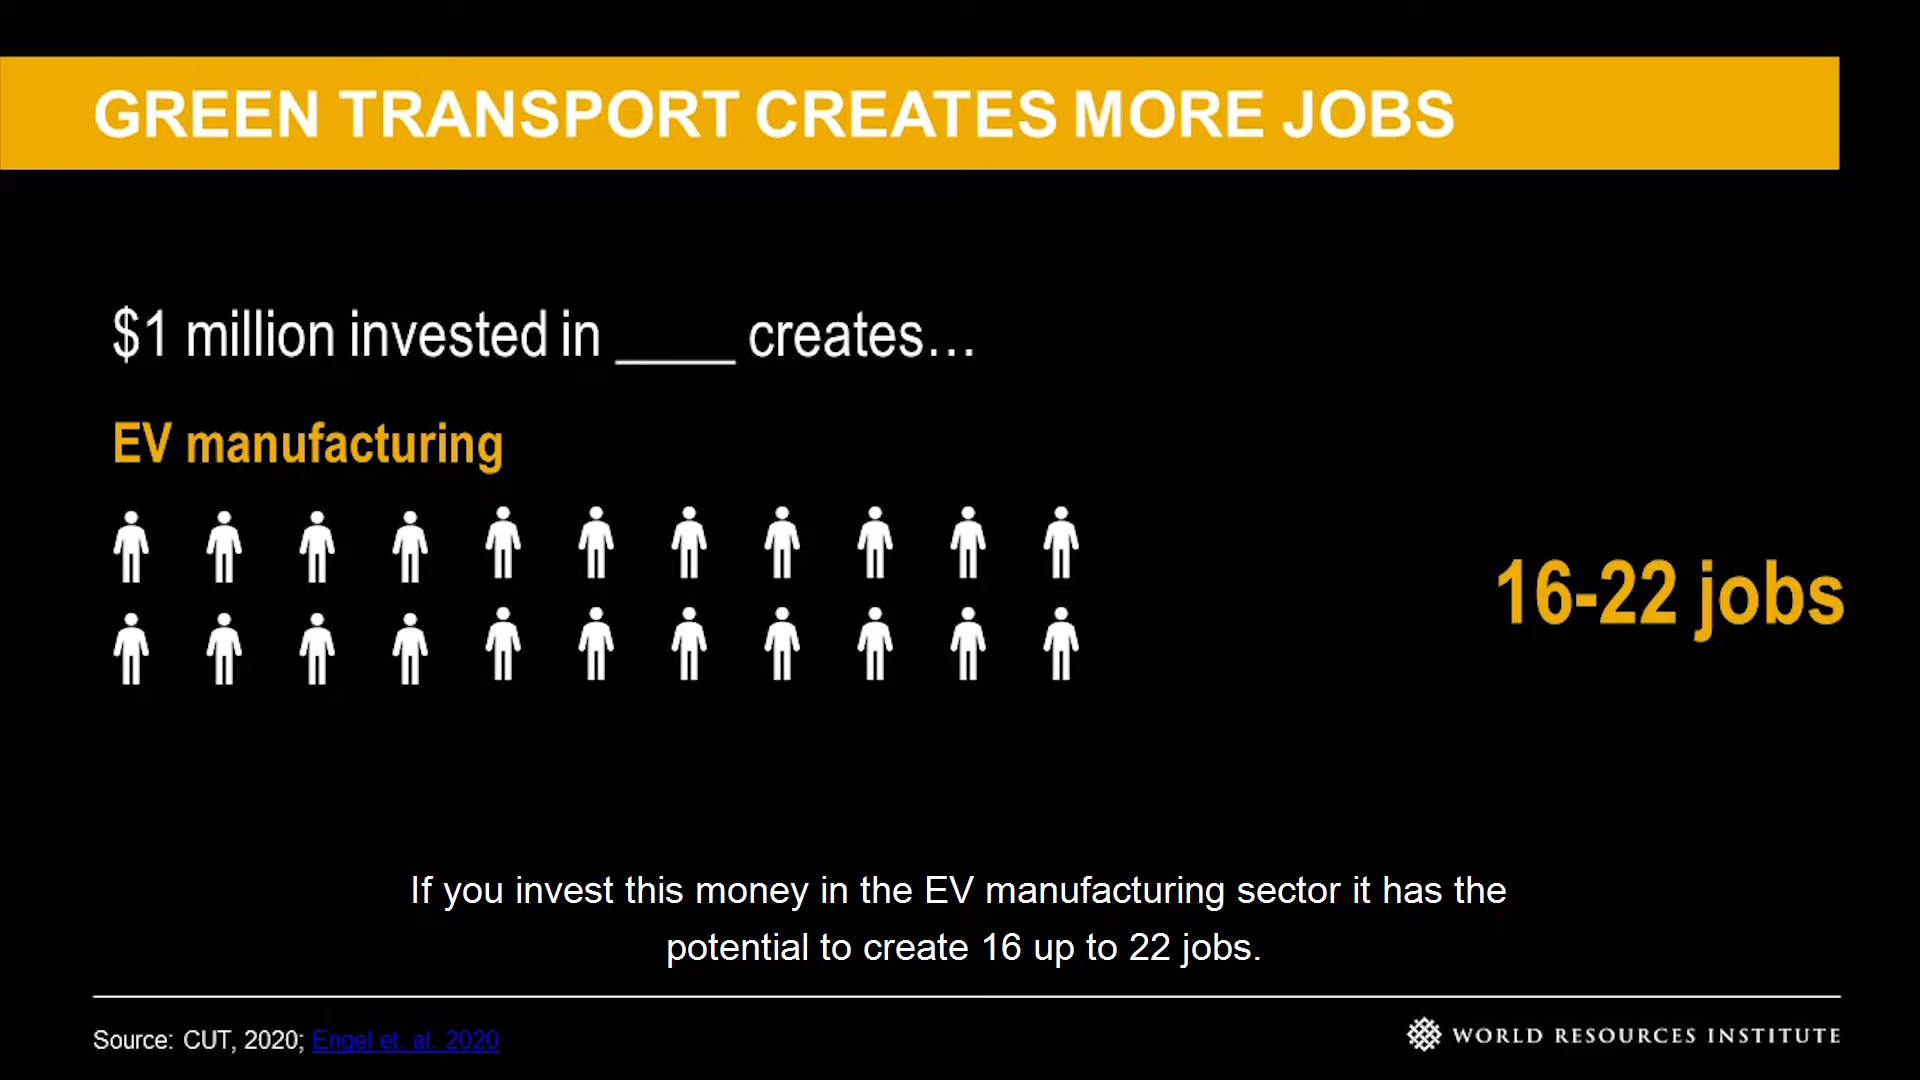 GREEN TRANSPORT CREATES MORE JOBS
$1 million invested in ____ creates…
EV manufacturing
16-22 jobs
If you invest this money in the EV manufacturing sector it has the
potential to create 16 up to 22 jobs.
Source: CUT, 2020; Engel et. al. 2020
WORLD RESOURCES INSTITUTE